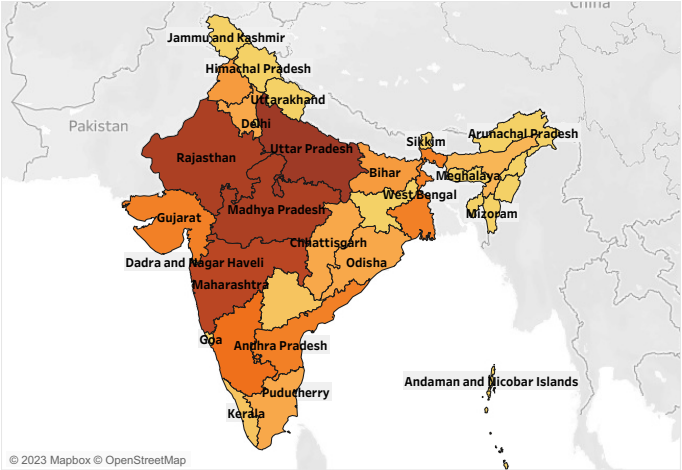 China
Jammu and Kashmir
Himachal Pradesh
Uttarakhand
Pakistan
Delhi
Arunachal Pradesh
Sikkim
Uttar Pradesh
Rajasthan
Bihar
Meghalaya
West Bengal
Madhya Pradesh
Mizoram
Gujarat
Chhattisgarh
Dadra and Nagar Haveli
Odisha
Maharashtra
Goa
Andhra Pradesh
Andaman and Nicobar Islands
Puducherry
Kerala
© 2023 Mapbox © OpenStreetMap